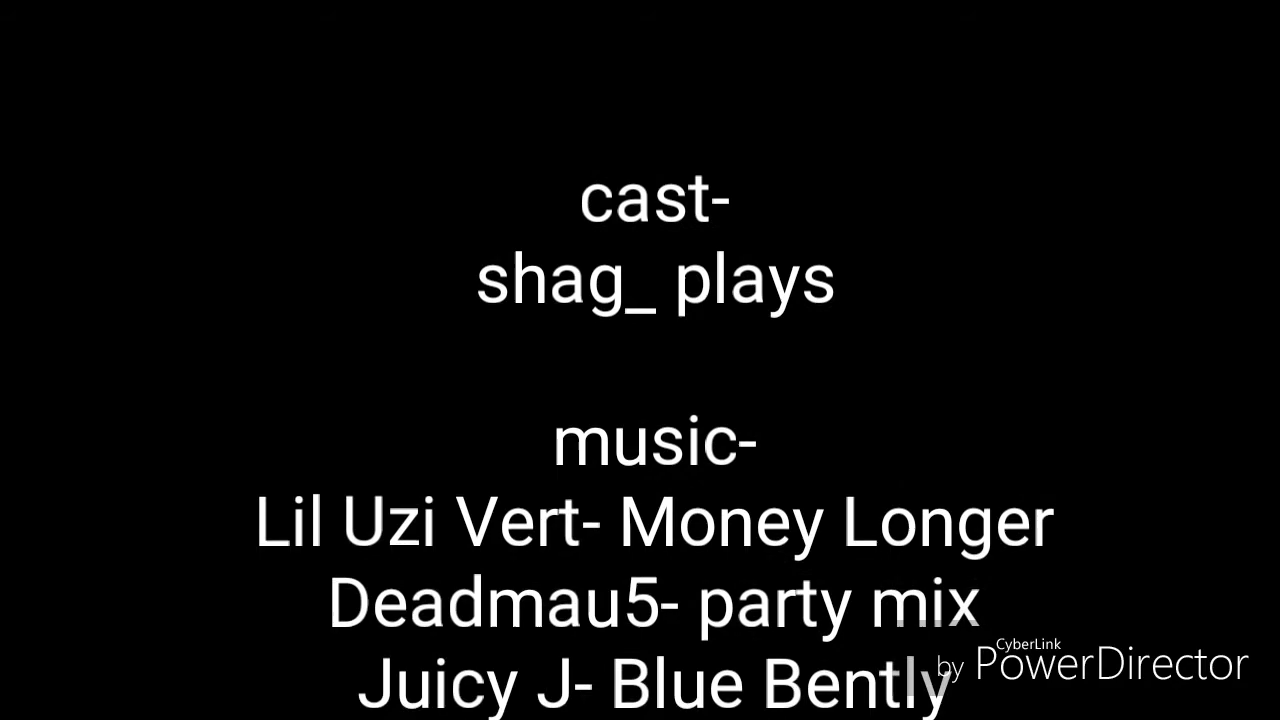 cast-
shag_ plays
music-
Lil Uzi Vert- Money Longer
Deadmau5- party mix
Juicy J- Blue Bently
CyberLink
by PowerDirector